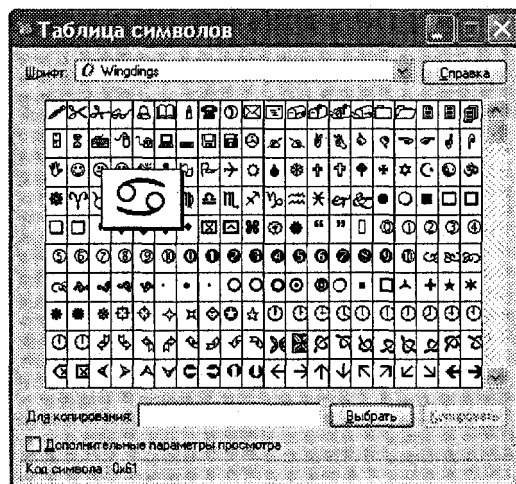 Таблица символов
Шрифт: Wingdings Справка
Для копирования: Выбрать Копировать
Дополнительные параметры просмотра
Код символа : 0x61